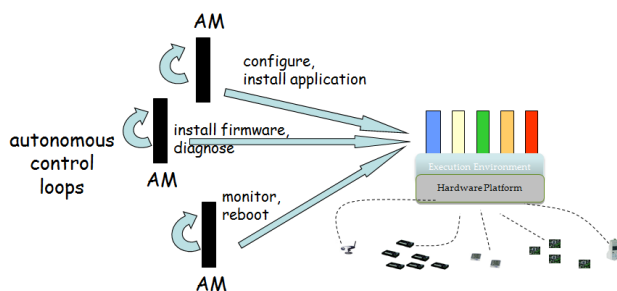 AM
configure,
install application
autonomous
control
loops
install firmware,
diagnose
AM
monitor,
reboot
AM
Execution Environment
Hardware Platform